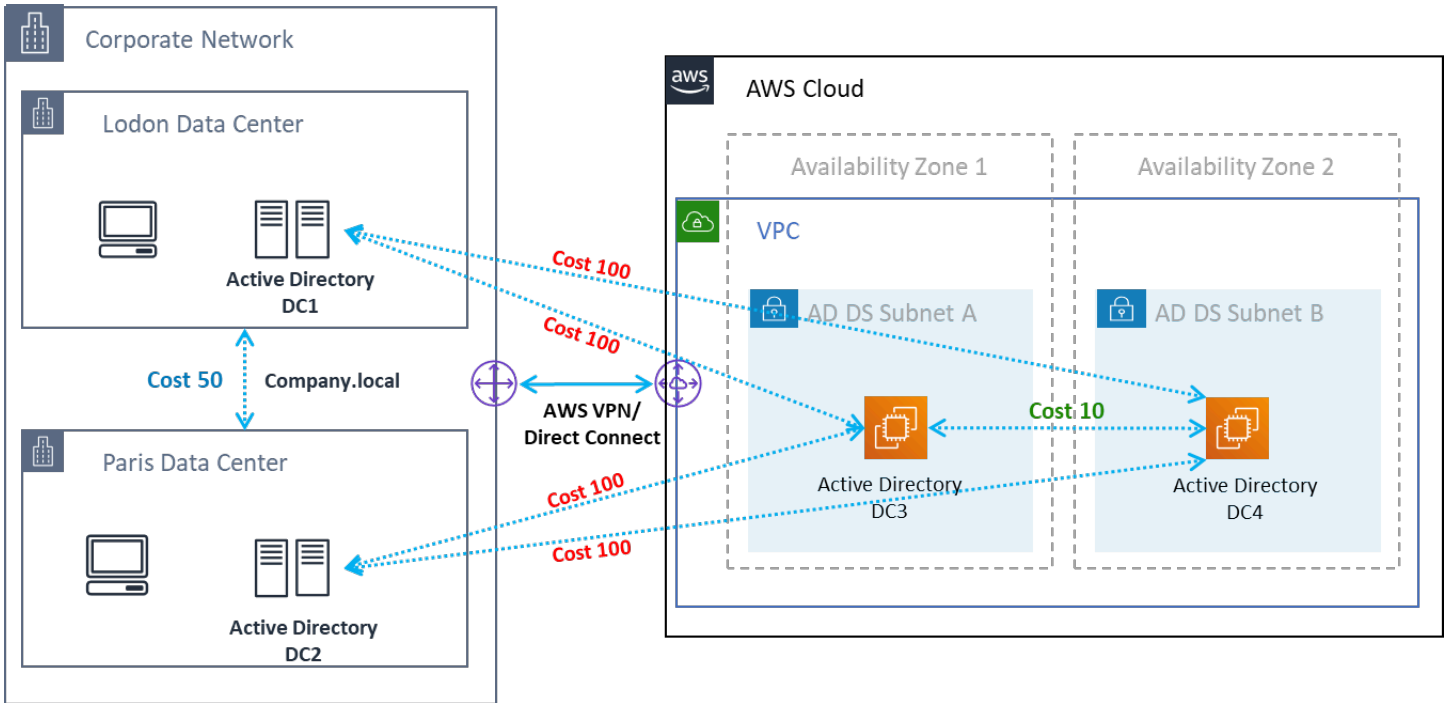 Corporate Network
Lodon Data Center
Active Directory
DC1
Cost 50
Company.local
Paris Data Center
Active Directory
DC2
AWS VPN/
Direct Connect
Cost 100
Cost 100
Cost 100
Cost 100
aws
AWS Cloud
Availability Zone 1
Availability Zone 2
VPC
AD DS Subnet A
AD DS Subnet B
Cost 10
Active Directory
DC3
Active Directory
DC4